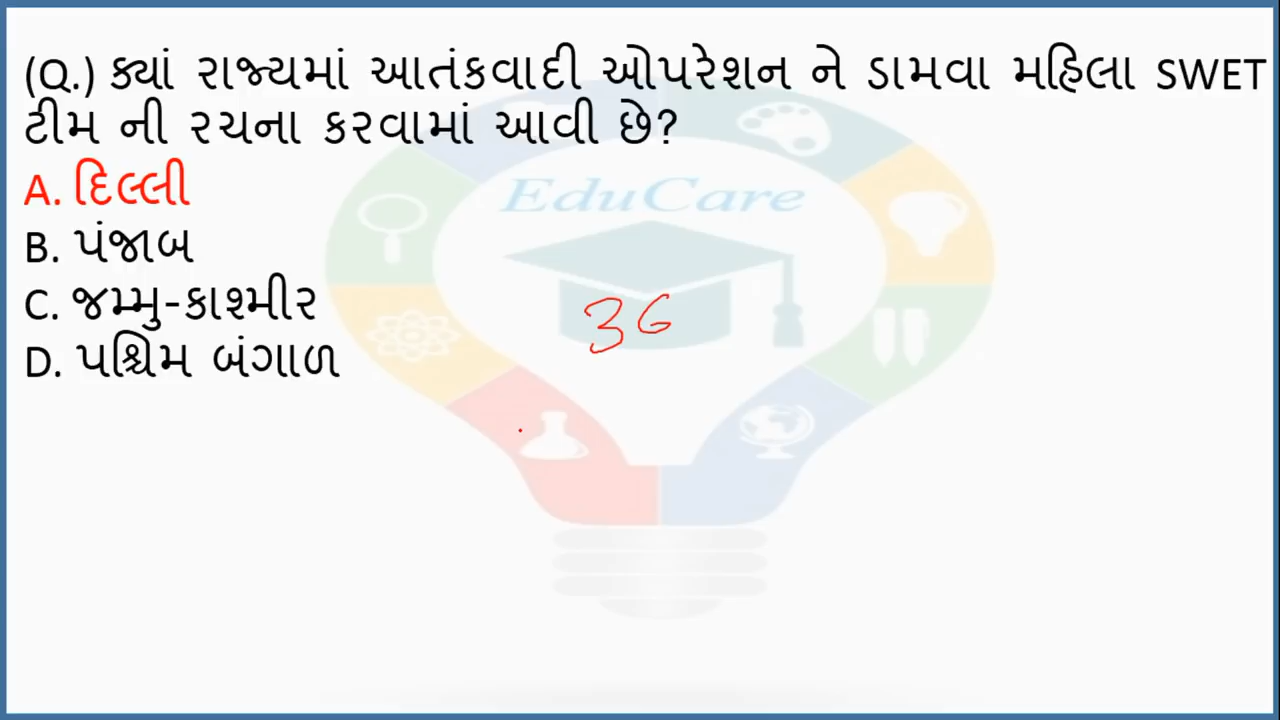 (Q.) ક્યાં રાજ્યમાં આતંકવાદી ઓપરેશન ને ડામવા મહિલા SWET
ટીમ ની રચના કરવામાં આવી છે?
A. દિલ્લી
EduCare
B. પંજાબ
C. જમ્મુ-કાશ્મીર
36
D. પશ્ચિમ બંગાળ